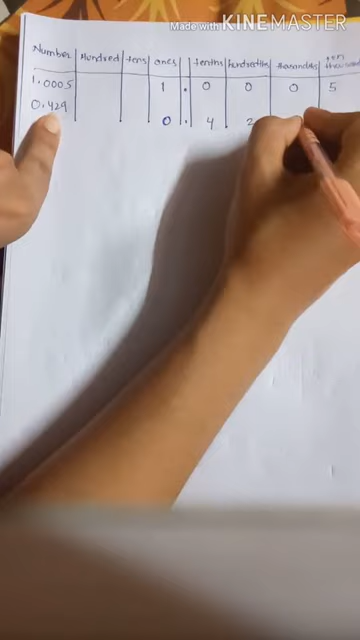 Made with KINEMASTER
Number Hundred tens ones tenths hundredths thousandths ten thousand
1.0005 1 . 0 0 0 5
0.429 0 . 4 2